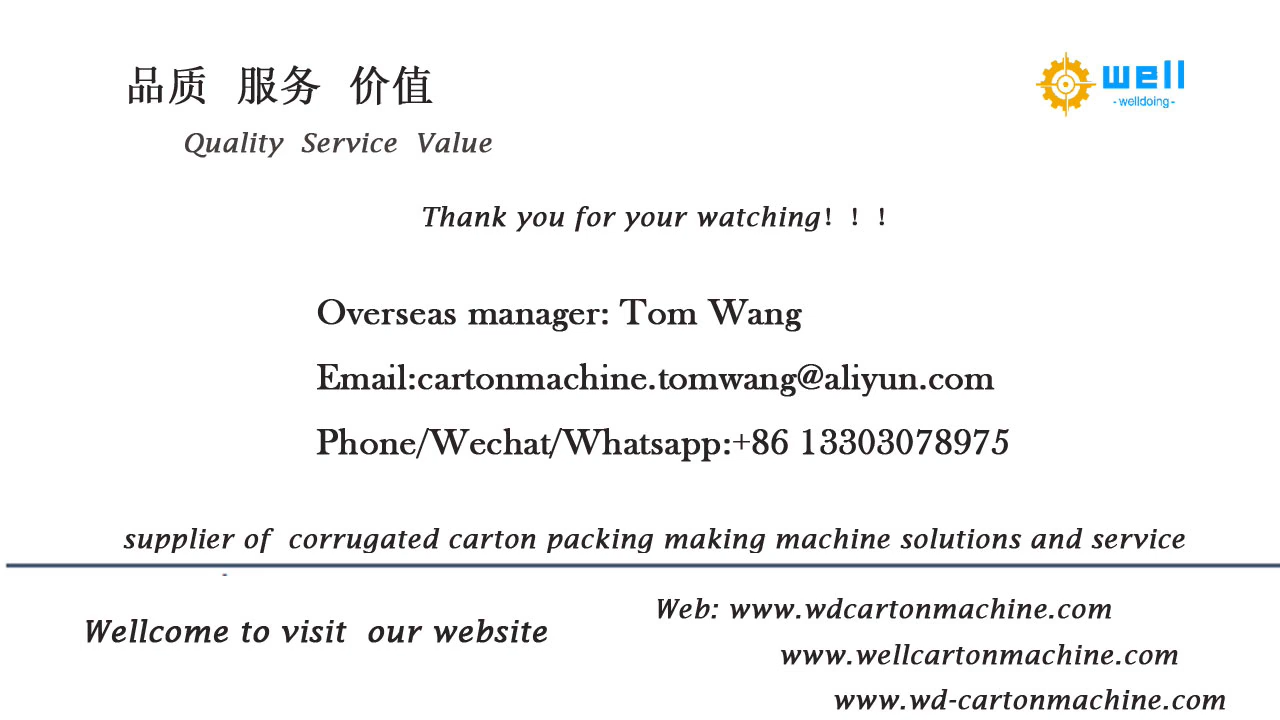 品质 服务 价值
well
-welldoing-
Quality Service Value
Thank you for your watching！！！
Overseas manager: Tom Wang
Email:cartonmachine.tomwang@aliyun.com
Phone/Wechat/Whatsapp:+86 13303078975
supplier of corrugated carton packing making machine solutions and service
Wellcome to visit our website
Web: www.wdcartonmachine.com
www.wellcartonmachine.com
www.wd-cartonmachine.com